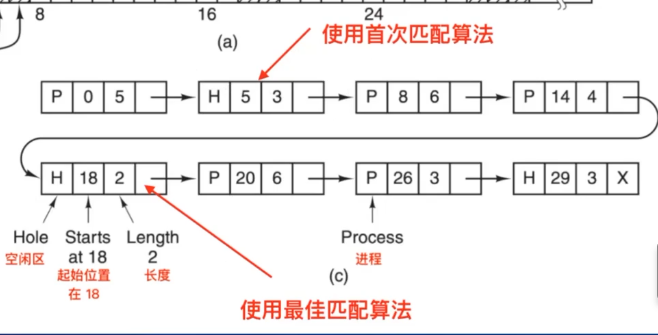 8 16 24
(a)
使用首次匹配算法
P 0 5 H 5 3 P 8 6 P 14 4
H 18 2 P 20 6 P 26 3 H 29 3 X
Hole Starts Length Process
at 18 2
空闲区 起始位置 长度 进程
在 18
(c)
使用最佳匹配算法